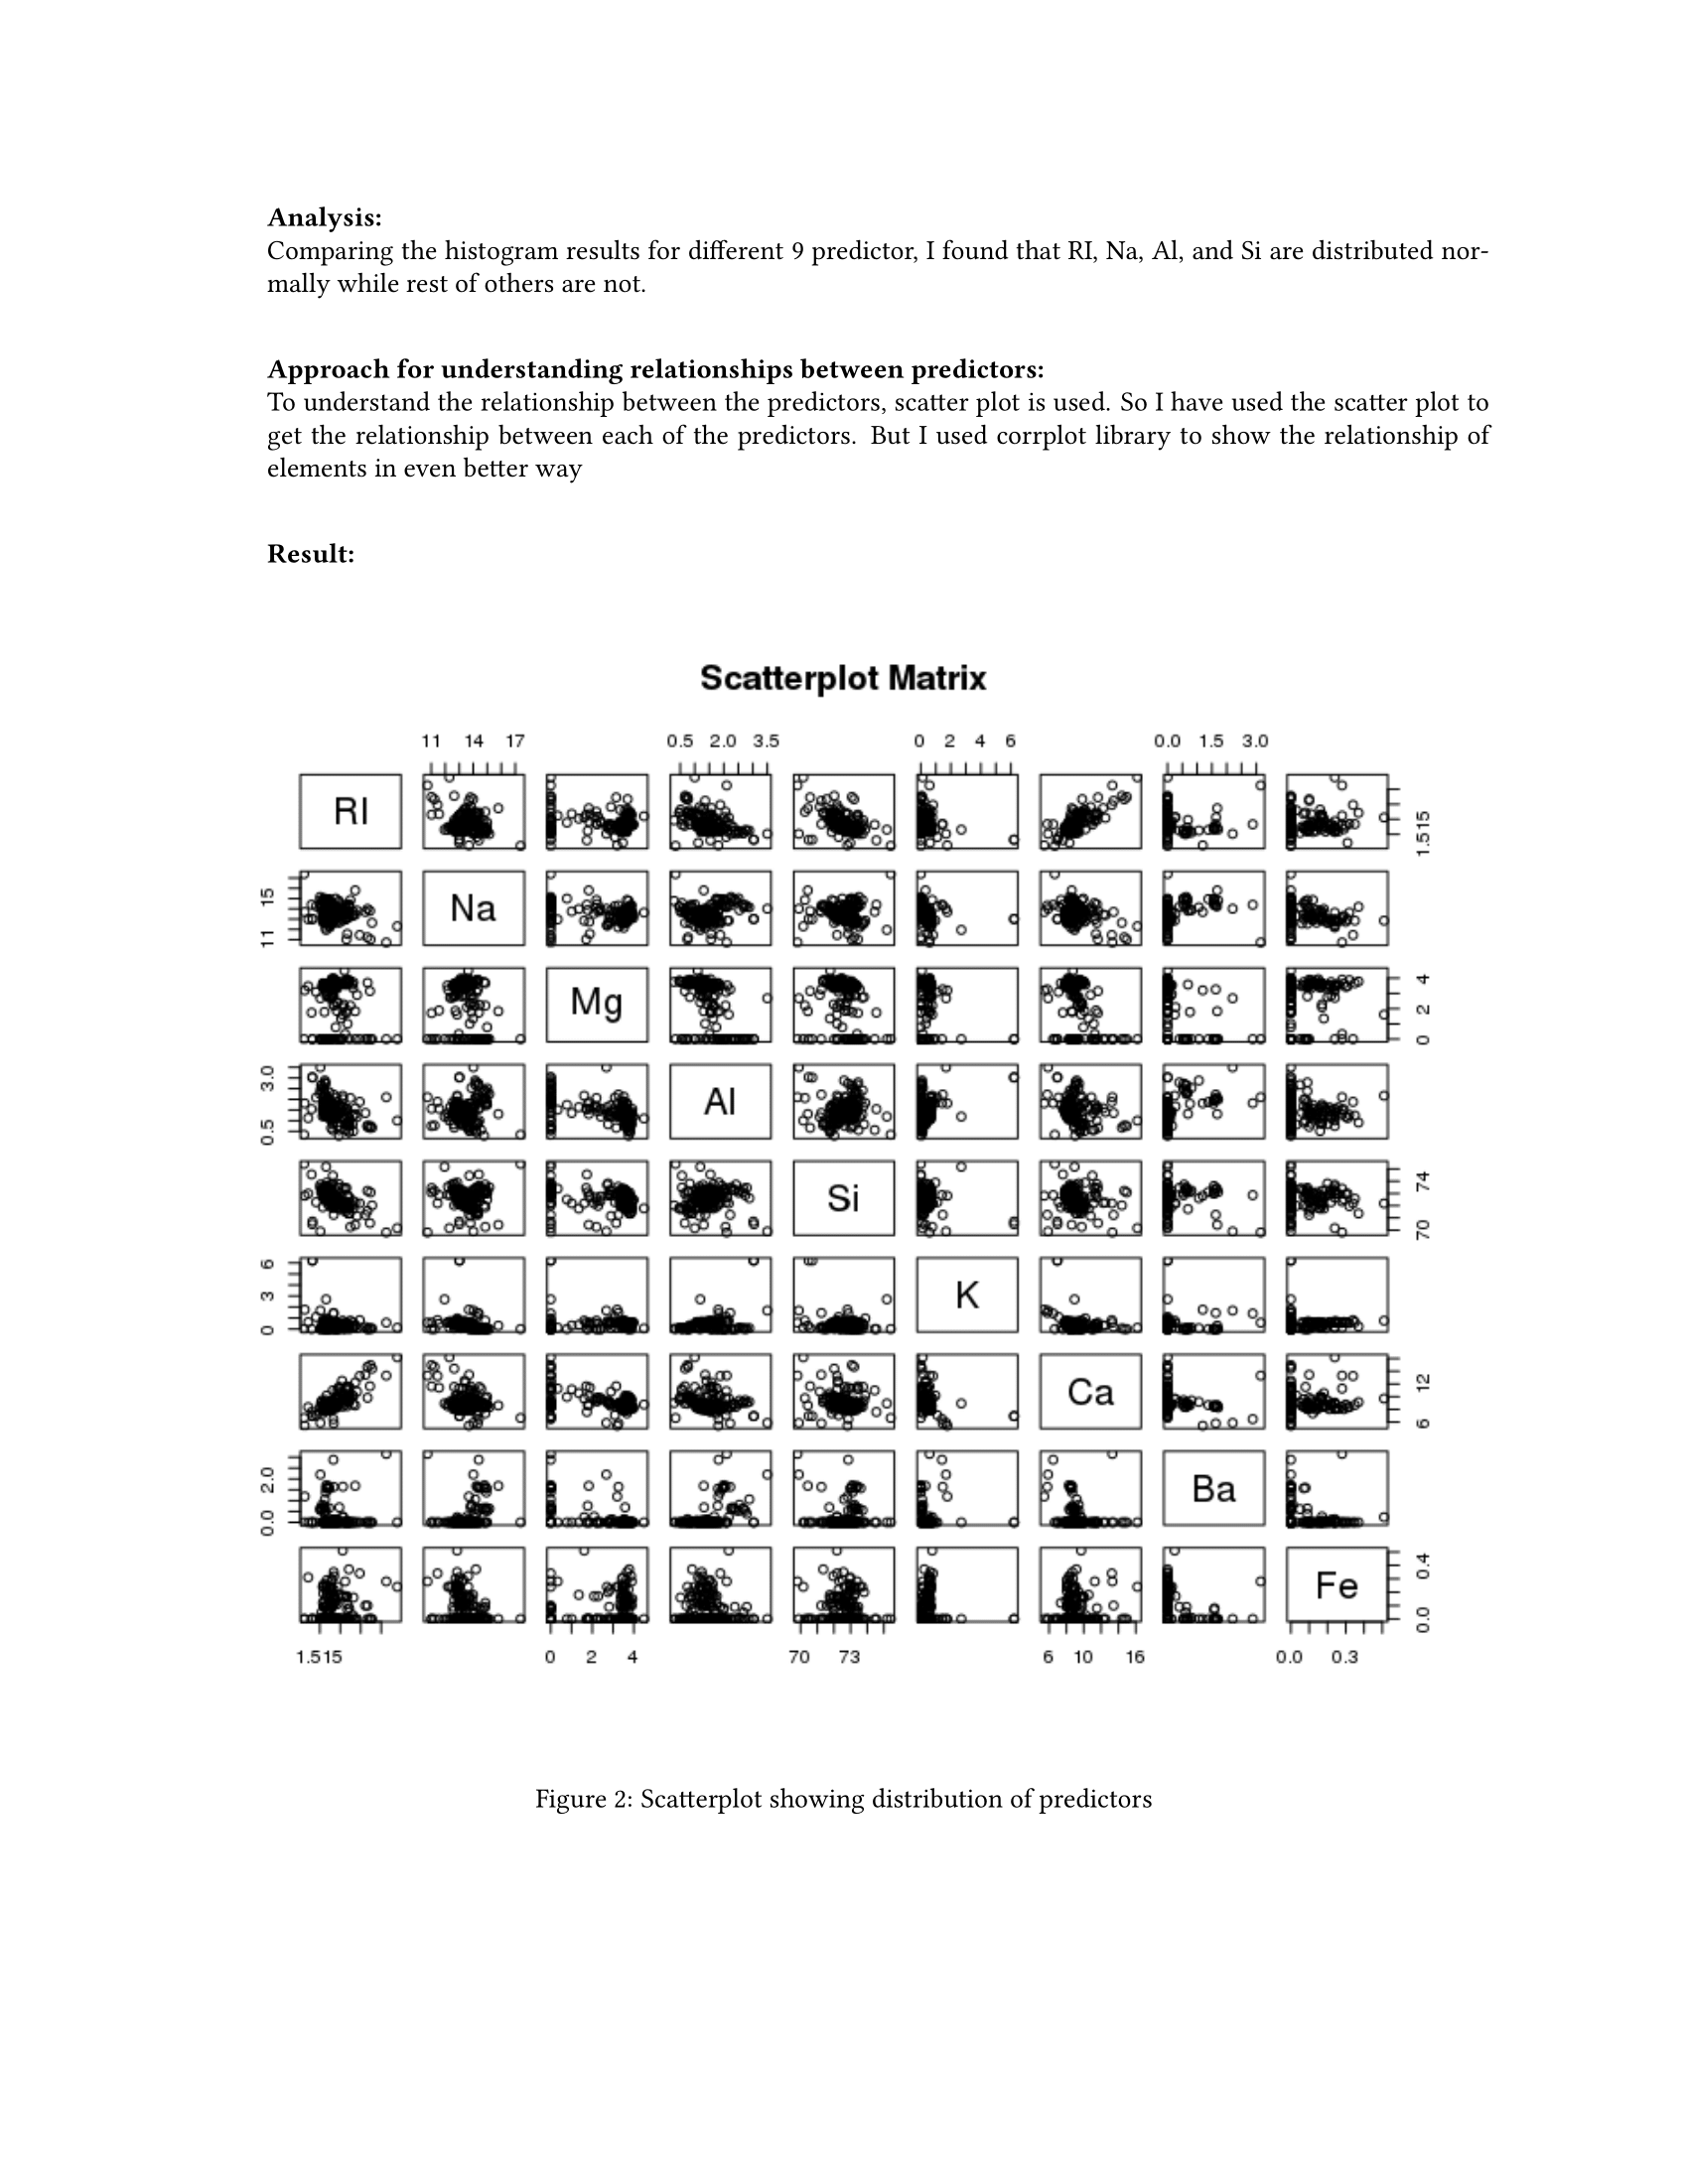 Analysis:
Comparing the histogram results for different 9 predictor, I found that RI, Na, Al, and Si are distributed nor-
mally while rest of others are not.
Approach for understanding relationships between predictors:
To understand the relationship between the predictors, scatter plot is used. So I have used the scatter plot to
get the relationship between each of the predictors. But I used corrplot library to show the relationship of
elements in even better way
Result:
Scatterplot Matrix
11 14 17 0.5 2.0 3.5 0 2 4 6 0.0 1.5 3.0
RI 1.515
11 15 Na
Mg 0 2 4
0.5 3.0 Al
Si 70 74
0 3 6 K
Ca 6 12
0.0 2.0 Ba
Fe 0.0 0.4
1.515 0 2 4 70 73 6 10 16 0.0 0.3
Figure 2: Scatterplot showing distribution of predictors